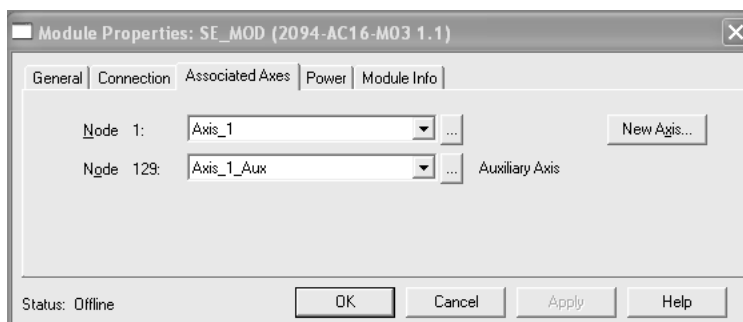 Module Properties: SE_MOD (2094-AC16-M03 1.1)
General Connection Associated Axes Power Module Info
Node 1: Axis_1 ... New Axis...
Node 129: Axis_1_Aux ... Auxiliary Axis
Status: Offline OK Cancel Apply Help